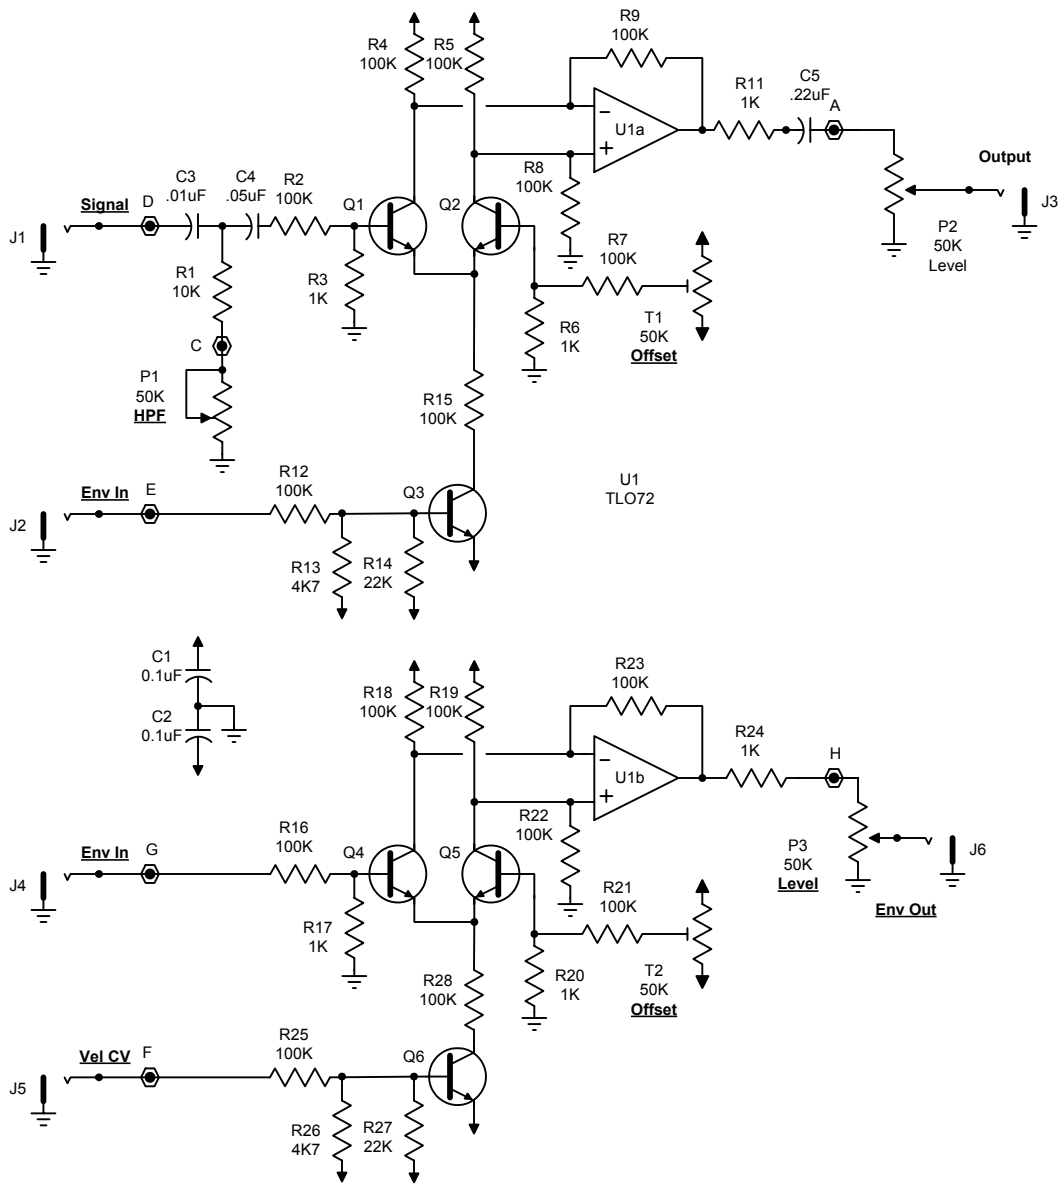 R9
100K
R4
100K
R5
100K
R11
1K
C5
.22uF
A
−
U1a
+
Output
J3
R8
100K
P2
50K
Level
C3
.01uF
C4
.05uF
R2
100K
Signal
D
J1
Q1
Q2
R7
100K
R1
10K
R3
1K
R6
1K
T1
50K
Offset
C
P1
50K
HPF
R15
100K
U1
TLO72
Env In
E
R12
100K
Q3
J2
R13
4K7
R14
22K
C1
0.1uF
C2
0.1uF
R23
100K
R18
100K
R19
100K
R24
1K
H
−
U1b
+
R22
100K
P3
50K
Level
J6
Env Out
Env In
G
R16
100K
Q4
Q5
J4
R21
100K
R17
1K
R20
1K
T2
50K
Offset
R28
100K
Vel CV
F
R25
100K
Q6
J5
R26
4K7
R27
22K